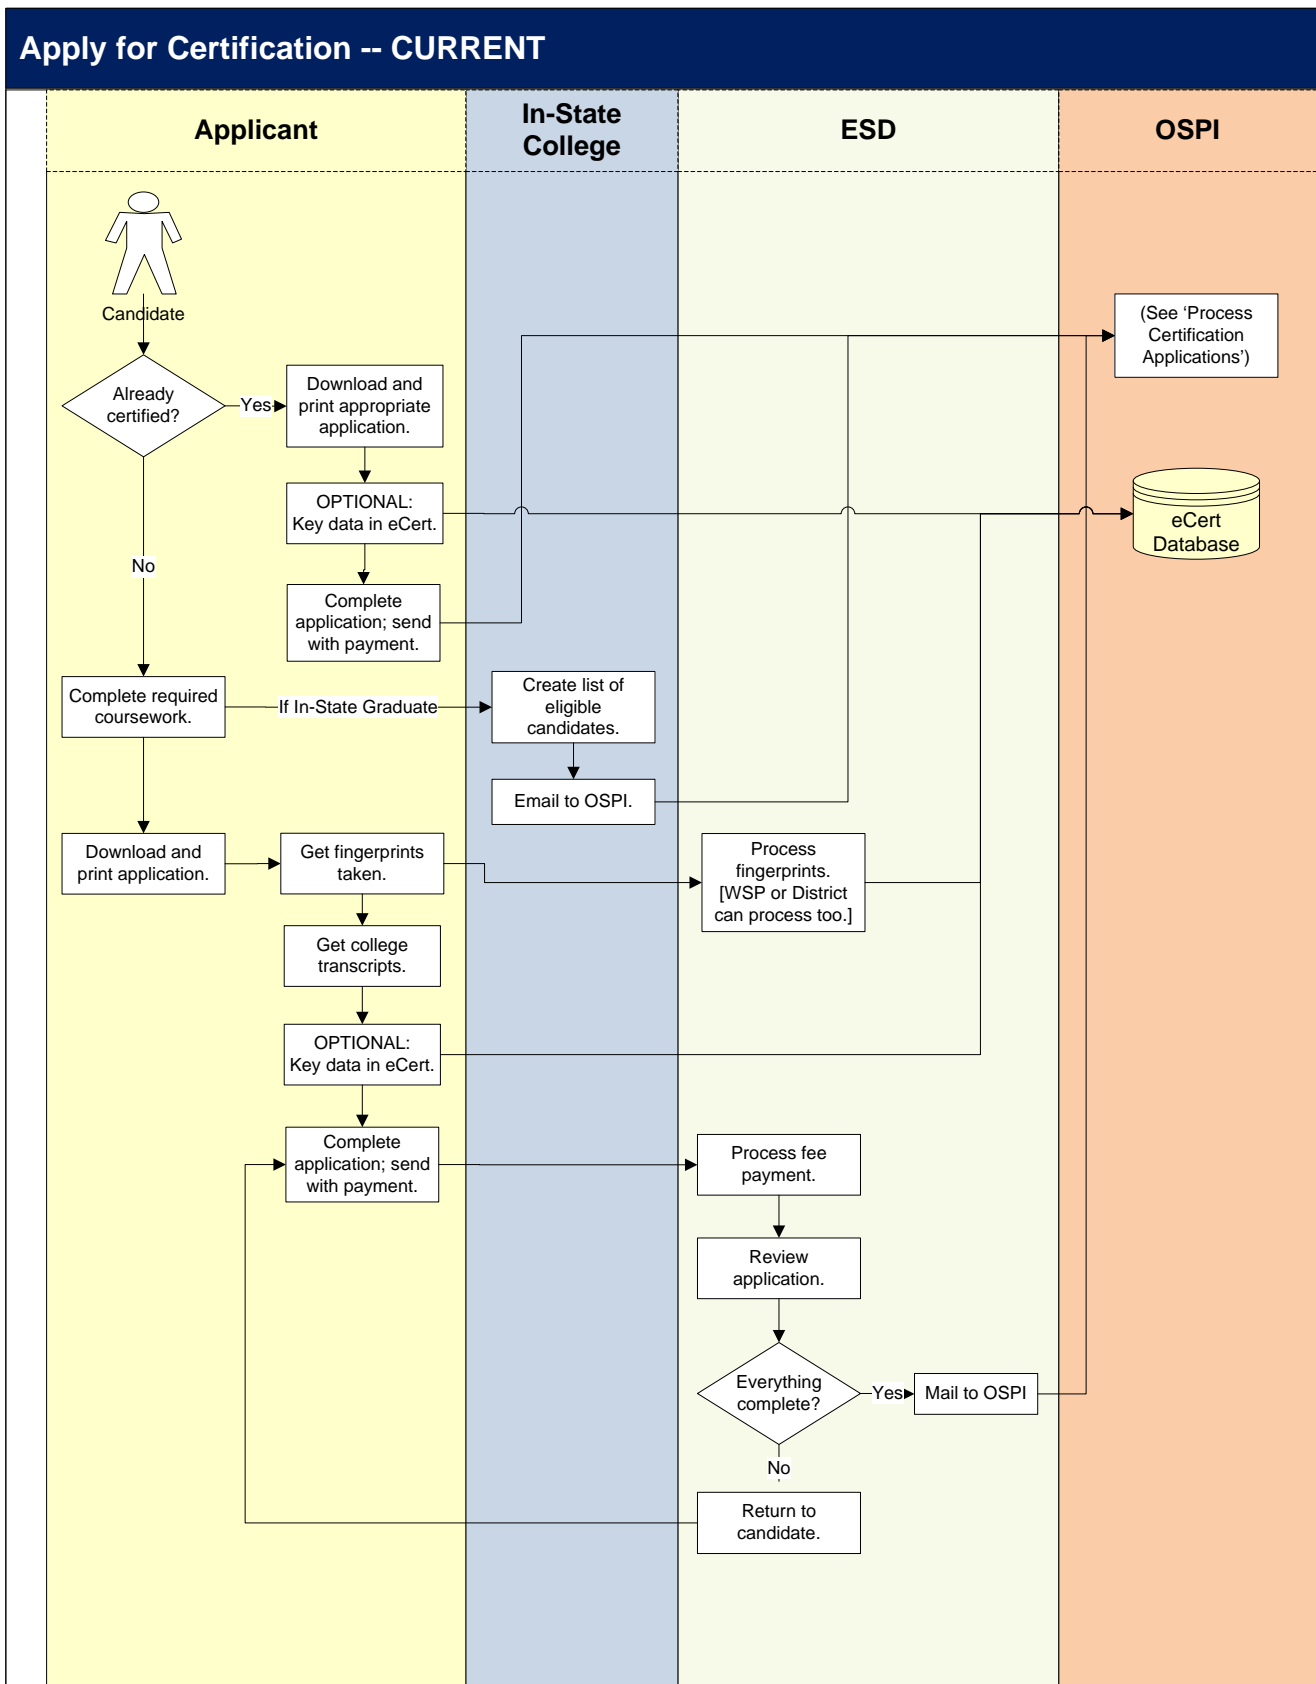 Apply for Certification -- CURRENT
Applicant
In-State
College
ESD
OSPI
Candidate
(See ‘Process
Certification
Applications’)
Already
certified?
Yes
Download and
print appropriate
application.
OPTIONAL:
Key data in eCert.
eCert
Database
No
Complete
application; send
with payment.
Complete required
coursework.
If In-State Graduate
Create list of
eligible
candidates.
Email to OSPI.
Download and
print application.
Get fingerprints
taken.
Process
fingerprints.
[WSP or District
can process too.]
Get college
transcripts.
OPTIONAL:
Key data in eCert.
Complete
application; send
with payment.
Process fee
payment.
Review
application.
Everything
complete?
Yes
Mail to OSPI
No
Return to
candidate.